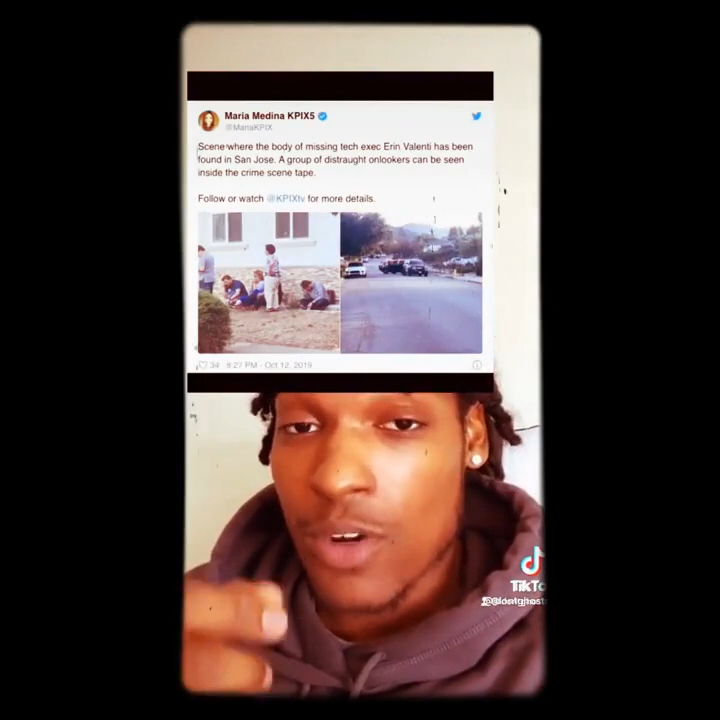 Maria Medina KPIX5
@MariaKPIX
Scene where the body of missing tech exec Erin Valenti has been
found in San Jose. A group of distraught onlookers can be seen
inside the crime scene tape.
Follow or watch @KPIXtv for more details.
34 8:27 PM - Oct 12, 2019
TikTo